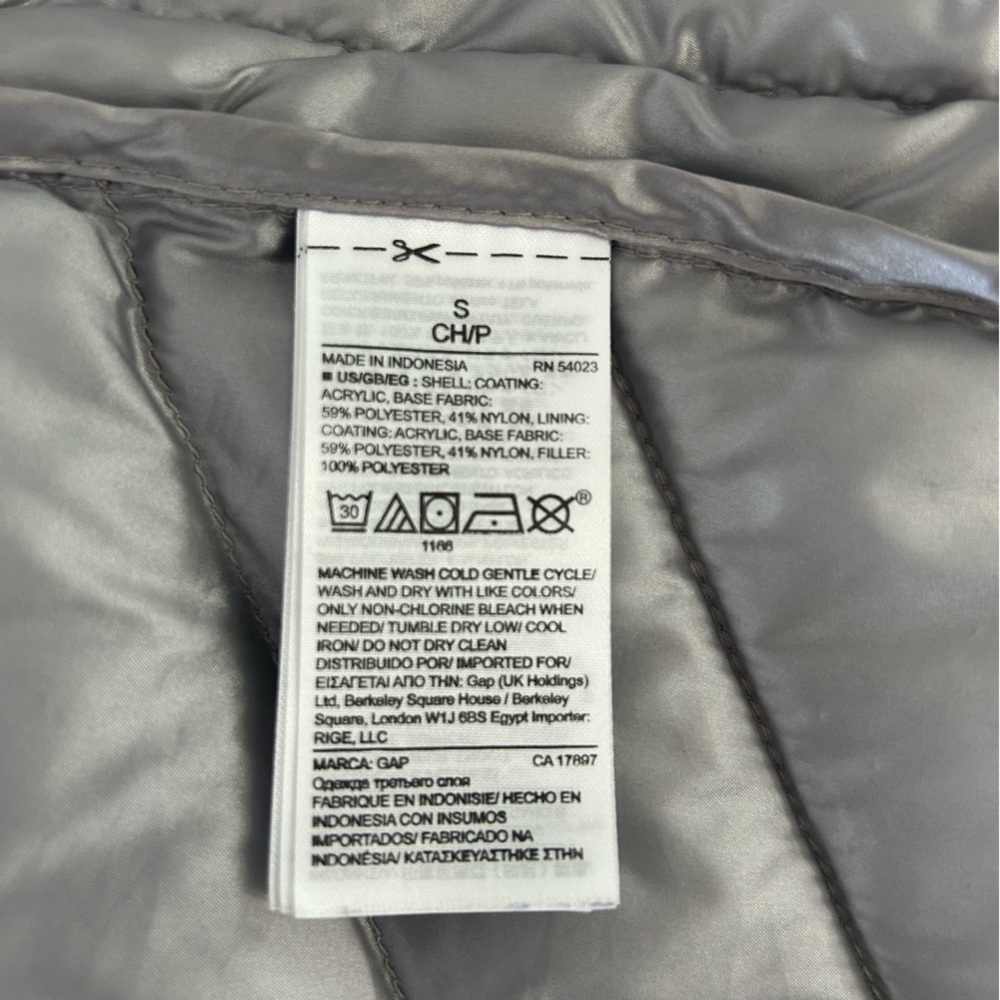 S
CH/P
MADE IN INDONESIA RN 54023
US/GB/EG : SHELL: COATING:
ACRYLIC, BASE FABRIC:
59% POLYESTER, 41% NYLON, LINING:
COATING: ACRYLIC, BASE FABRIC:
59% POLYESTER, 41% NYLON, FILLER:
100% POLYESTER
30 ®
1166
MACHINE WASH COLD GENTLE CYCLE/
WASH AND DRY WITH LIKE COLORS/
ONLY NON-CHLORINE BLEACH WHEN
NEEDED/ TUMBLE DRY LOW/ COOL
IRON/ DO NOT DRY CLEAN
DISTRIBUIDO POR/ IMPORTED FOR/
ΕΙΣΑΓΕΤΑΙ ΑΠΟ ΤΗΝ: Gap (UK Holdings)
Ltd, Berkeley Square House / Berkeley
Square, London W1J 6BS Egypt Importer:
RIGE, LLC
MARCA: GAP CA 17897
Одежда третьего слоя
FABRIQUE EN INDONISIE/ HECHO EN
INDONESIA CON INSUMOS
IMPORTADOS/ FABRICADO NA
INDONÉSIA/ ΚΑΤΑΣΚΕΥΑΣΤΗΚΕ ΣΤΗΝ